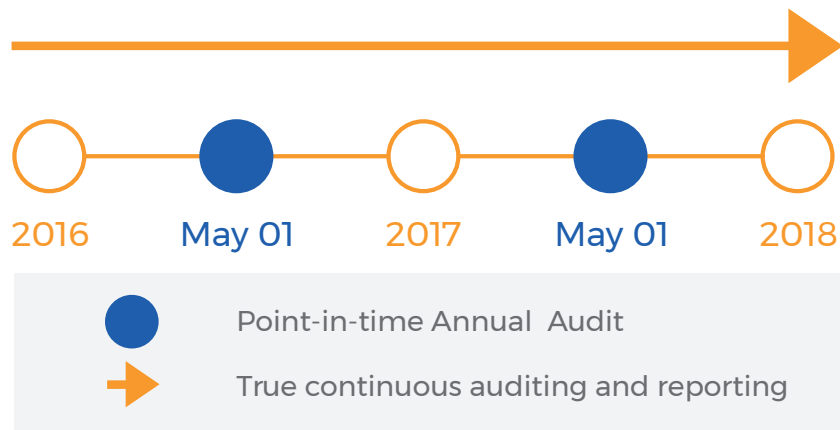 2016 May 01 2017 May 01 2018
Point-in-time Annual Audit
True continuous auditing and reporting